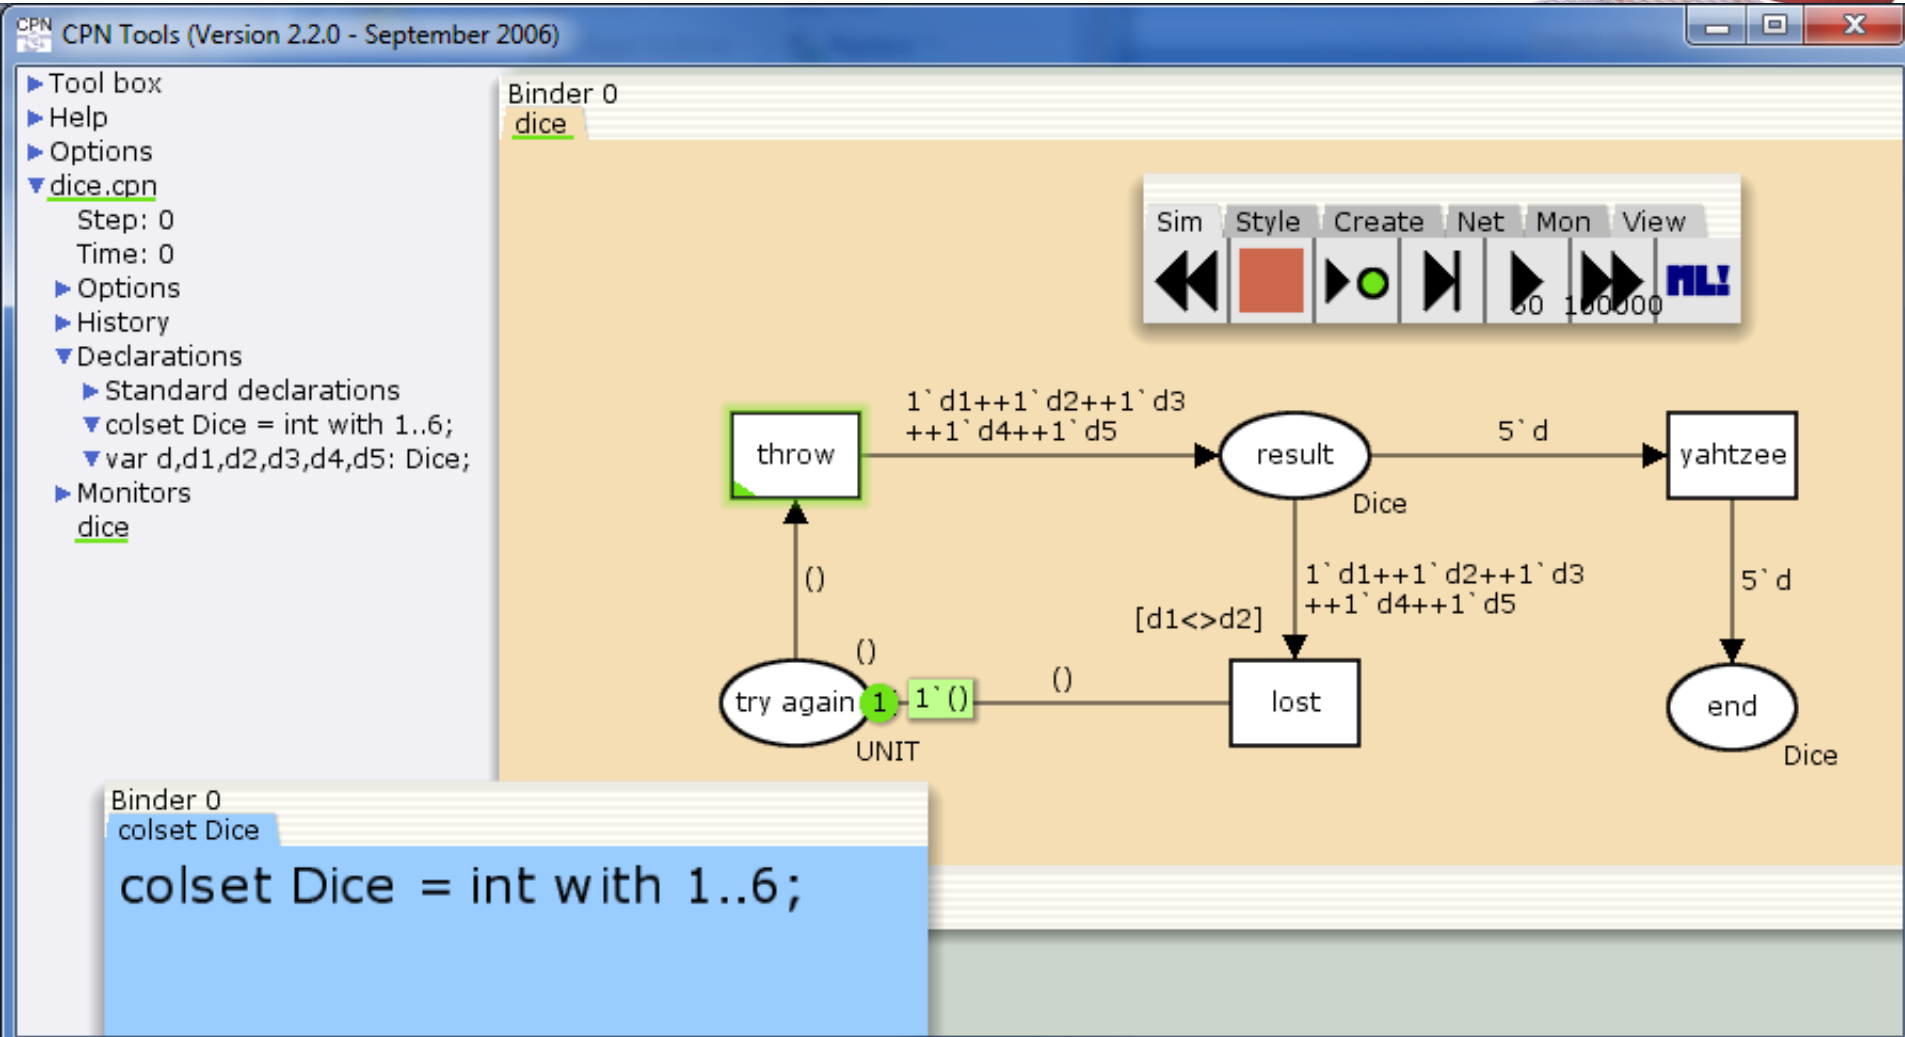 CPN
CPN Tools (Version 2.2.0 - September 2006)
Tool box
Help
Options
dice.cpn
Step: 0
Time: 0
Options
History
Declarations
Standard declarations
colset Dice = int with 1..6;
var d,d1,d2,d3,d4,d5: Dice;
Monitors
dice
Binder 0
dice
Sim Style Create Net Mon View
50 100000 ML!
1`d1++1`d2++1`d3
++1`d4++1`d5
5`d
throw
result
yahtzee
Dice
()
1`d1++1`d2++1`d3
++1`d4++1`d5
5`d
[d1<>d2]
()
()
try again
1
1`()
lost
end
UNIT
Dice
Binder 0
colset Dice
colset Dice = int with 1..6;